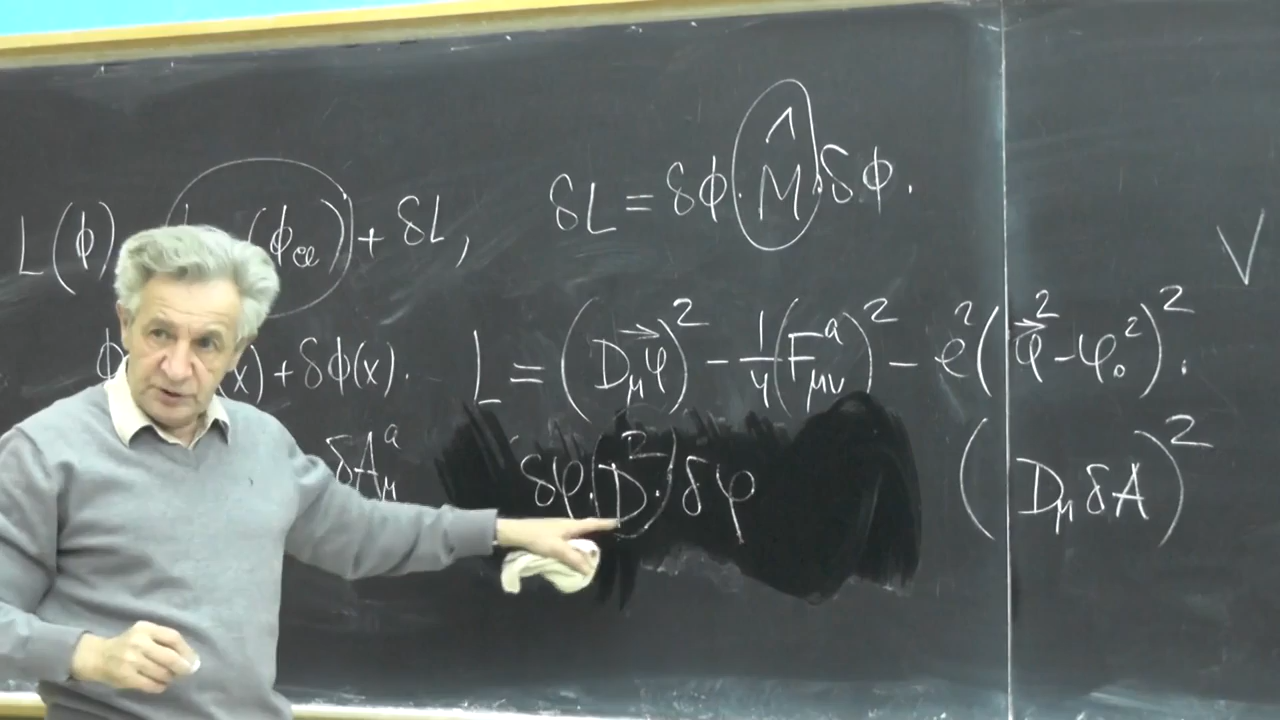 L(ϕ) (ϕ_cl) + δL, δL = δϕ · M̂ · δϕ. V
ϕ (x) + δϕ(x). L = (D_μ φ⃗)² − 1/4 (F^a_μν)² − e² (φ⃗² − φ₀²)².
δA^a_μ δφ·(D²·)δφ (D_μ δA)²